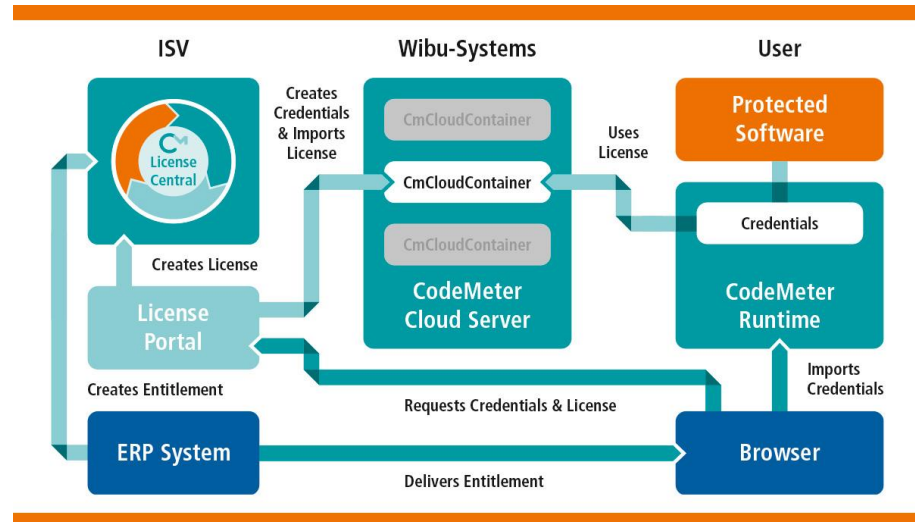 ISV
Wibu-Systems
User
License
Central
Creates
Credentials
& Imports
License
CmCloudContainer
CmCloudContainer
CmCloudContainer
CodeMeter
Cloud Server
Uses
License
Protected
Software
Credentials
CodeMeter
Runtime
Creates License
License
Portal
Creates Entitlement
Requests Credentials & License
Imports
Credentials
ERP System
Delivers Entitlement
Browser